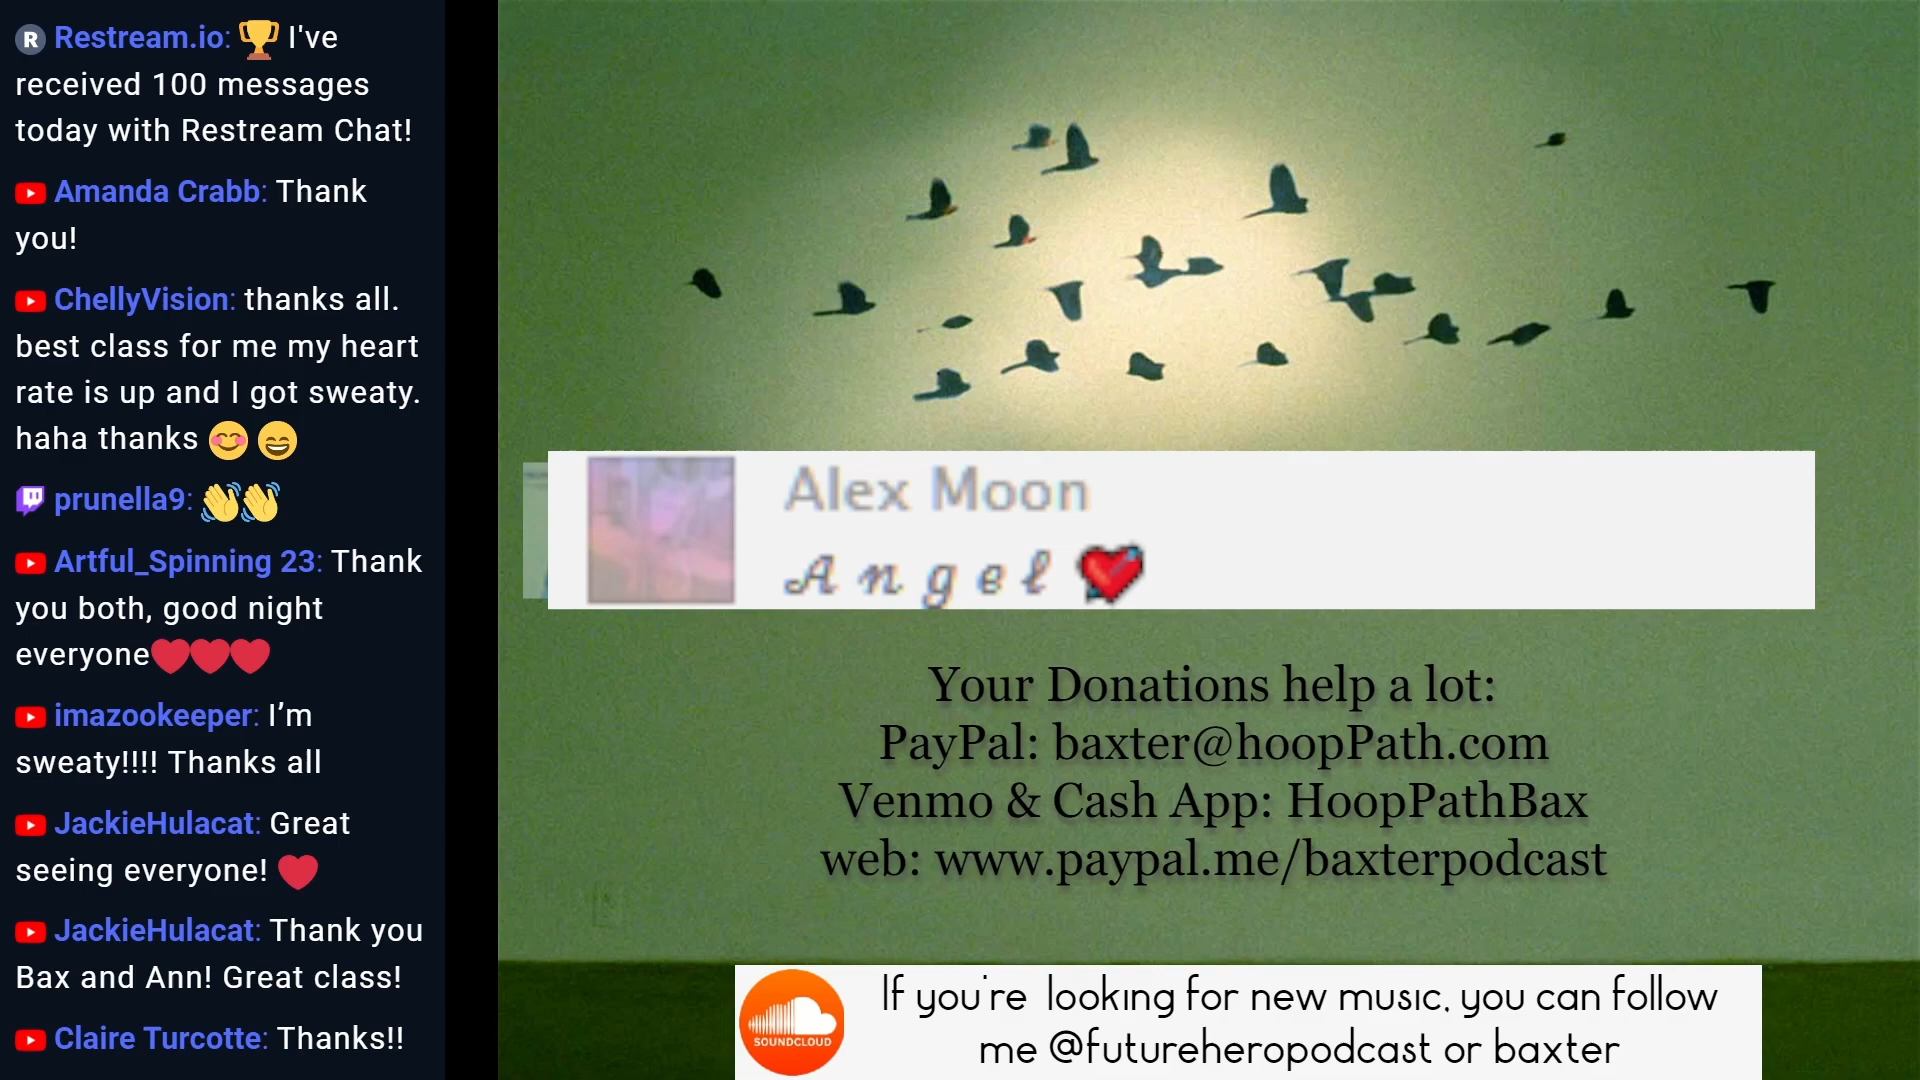 R Restream.io: 🏆 I've
received 100 messages
today with Restream Chat!
Amanda Crabb: Thank
you!
ChellyVision: thanks all.
best class for me my heart
rate is up and I got sweaty.
haha thanks 😊 😄
prunella9: 👋👋
Artful_Spinning 23: Thank
you both, good night
everyone❤️❤️❤️
imazookeeper: I’m
sweaty!!!! Thanks all
JackieHulacat: Great
seeing everyone! ❤️
JackieHulacat: Thank you
Bax and Ann! Great class!
Claire Turcotte: Thanks!!
Alex Moon
𝓐 𝓷 𝓰 𝓮 𝓵 💘
Your Donations help a lot:
PayPal: baxter@hoopPath.com
Venmo & Cash App: HoopPathBax
web: www.paypal.me/baxterpodcast
SOUNDCLOUD
If you're looking for new music, you can follow
me @futureheropodcast or baxter